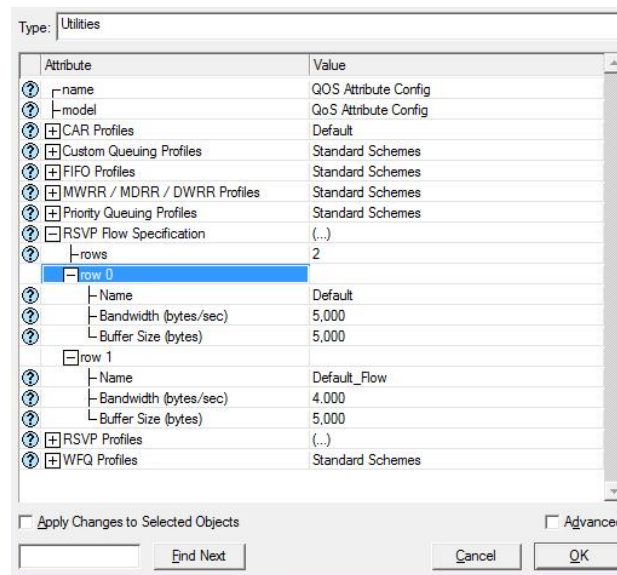 Type: Utilities
Attribute Value
name QOS Attribute Config
model QoS Attribute Config
CAR Profiles Default
Custom Queuing Profiles Standard Schemes
FIFO Profiles Standard Schemes
MWRR / MDRR / DWRR Profiles Standard Schemes
Priority Queuing Profiles Standard Schemes
RSVP Flow Specification (...)
rows 2
row 0
Name Default
Bandwidth (bytes/sec) 5,000
Buffer Size (bytes) 5,000
row 1
Name Default_Flow
Bandwidth (bytes/sec) 4.000
Buffer Size (bytes) 5,000
RSVP Profiles (...)
WFQ Profiles Standard Schemes
Apply Changes to Selected Objects Advanced
Find Next Cancel OK